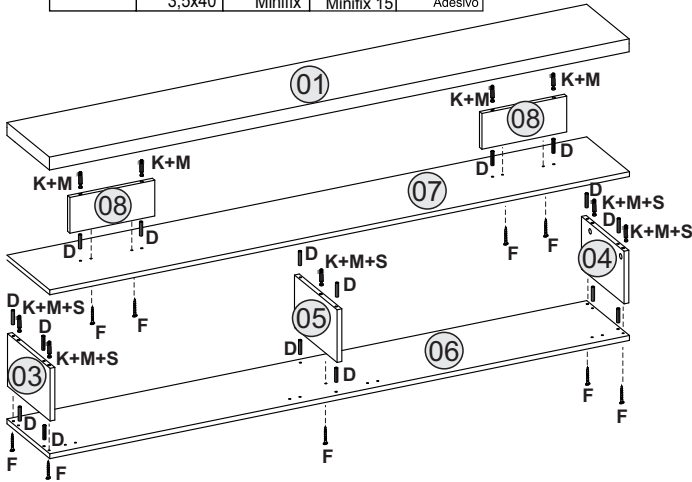 3,5x40 Minifix Minifix 15 Adesivo
01
K+M K+M
08
D D
K+M K+M
08
D D
07
F F
D K+M+S
D K+M+S
04
D K+M+S
D
05
D D
F F
D K+M+S
D K+M+S
03
D D
06
F F
F
F F